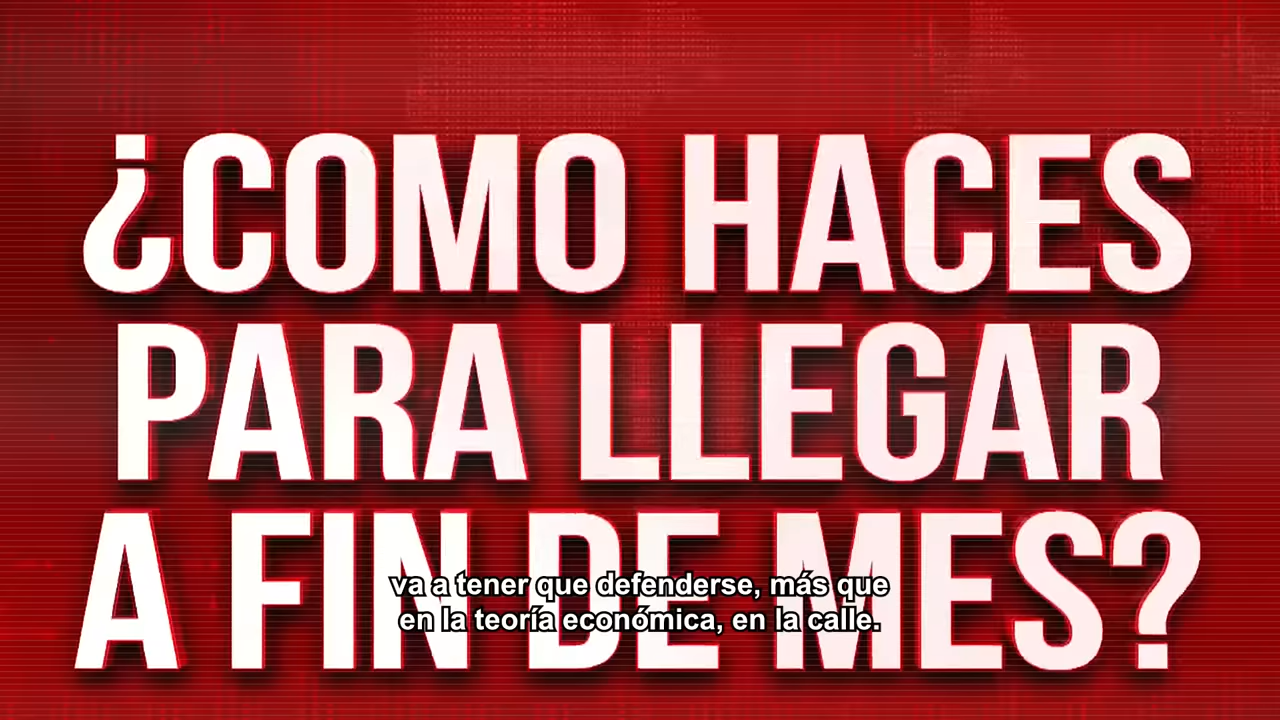 ¿COMO HACES
PARA LLEGAR
A FIN DE MES?
va a tener que defenderse, más que
en la teoría económica, en la calle.